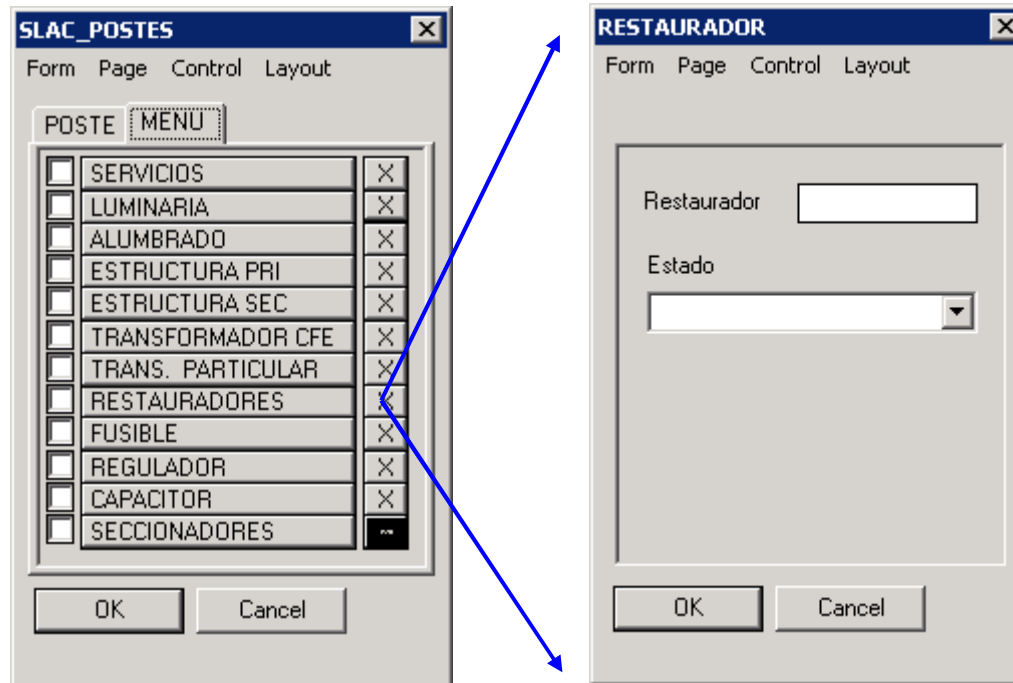 SLAC_POSTES
Form Page Control Layout
POSTE MENU
SERVICIOS X
LUMINARIA X
ALUMBRADO X
ESTRUCTURA PRI X
ESTRUCTURA SEC X
TRANSFORMADOR CFE X
TRANS. PARTICULAR X
RESTAURADORES X
FUSIBLE X
REGULADOR X
CAPACITOR X
SECCIONADORES
OK Cancel
RESTAURADOR
Form Page Control Layout
Restaurador
Estado
OK Cancel